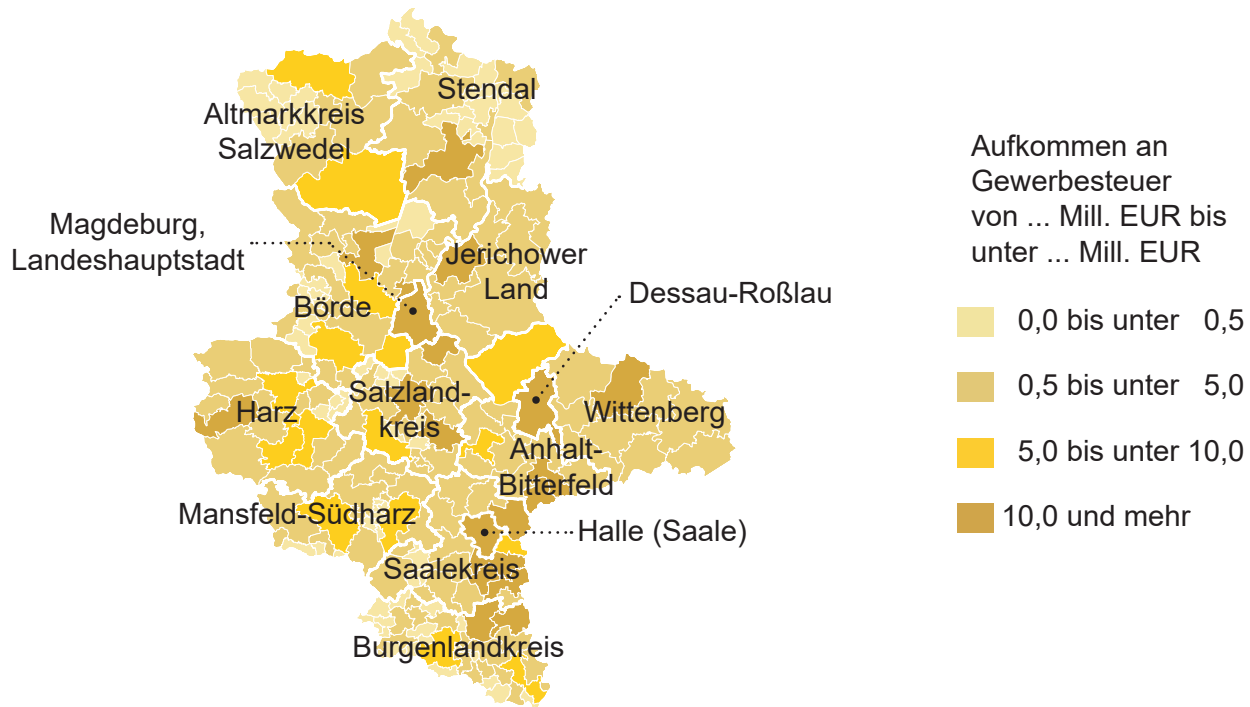 Stendal
Altmarkkreis
Salzwedel
Magdeburg,
Landeshauptstadt
Jerichower
Land
Börde
Dessau-Roßlau
Harz
Salzland-
kreis
Wittenberg
Anhalt-
Bitterfeld
Mansfeld-Südharz
Halle (Saale)
Saalekreis
Burgenlandkreis
Aufkommen an
Gewerbesteuer
von ... Mill. EUR bis
unter ... Mill. EUR
0,0 bis unter 0,5
0,5 bis unter 5,0
5,0 bis unter 10,0
10,0 und mehr